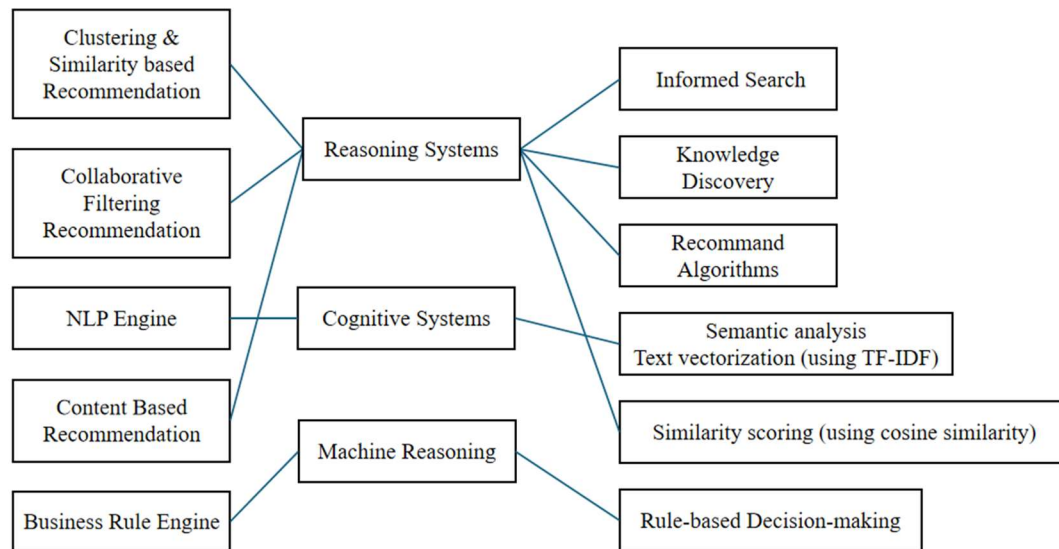 Clustering &
Similarity based
Recommendation
Collaborative
Filtering
Recommendation
NLP Engine
Content Based
Recommendation
Business Rule Engine
Reasoning Systems
Cognitive Systems
Machine Reasoning
Informed Search
Knowledge
Discovery
Recommand
Algorithms
Semantic analysis
Text vectorization (using TF-IDF)
Similarity scoring (using cosine similarity)
Rule-based Decision-making